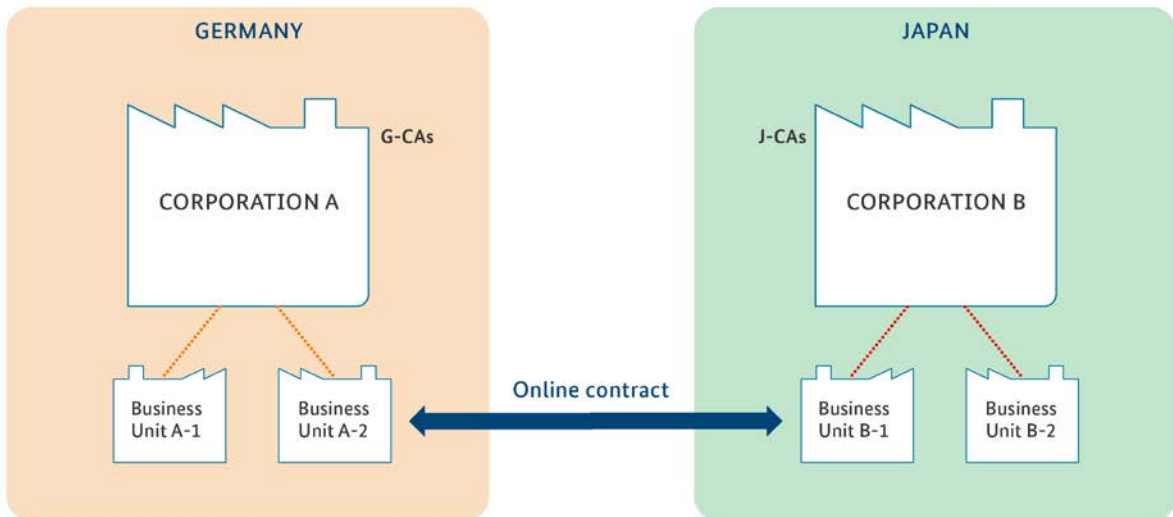 GERMANY
G-CAs
CORPORATION A
Business
Unit A-1
Business
Unit A-2
Online contract
JAPAN
J-CAs
CORPORATION B
Business
Unit B-1
Business
Unit B-2